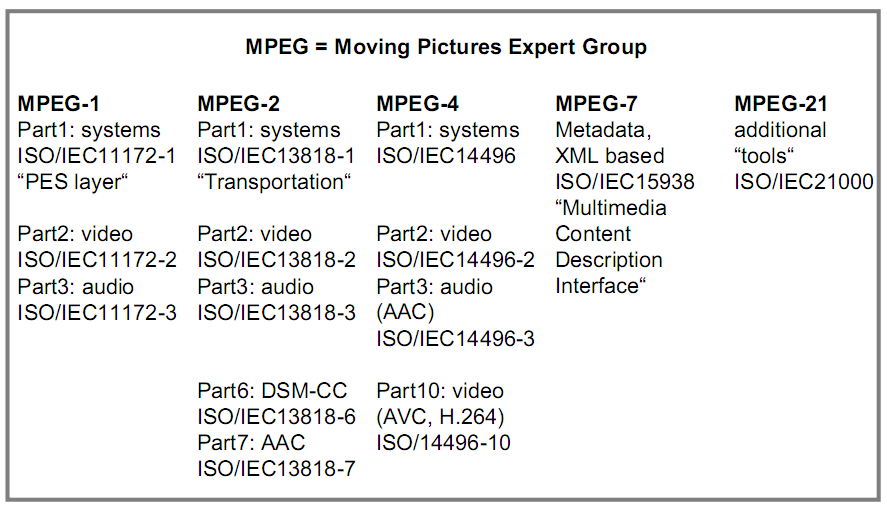 MPEG = Moving Pictures Expert Group
MPEG-1
Part1: systems
ISO/IEC11172-1
“PES layer“
Part2: video
ISO/IEC11172-2
Part3: audio
ISO/IEC11172-3
MPEG-2
Part1: systems
ISO/IEC13818-1
“Transportation“
Part2: video
ISO/IEC13818-2
Part3: audio
ISO/IEC13818-3
Part6: DSM-CC
ISO/IEC13818-6
Part7: AAC
ISO/IEC13818-7
MPEG-4
Part1: systems
ISO/IEC14496
Part2: video
ISO/IEC14496-2
Part3: audio
(AAC)
ISO/IEC14496-3
Part10: video
(AVC, H.264)
ISO/14496-10
MPEG-7
Metadata,
XML based
ISO/IEC15938
“Multimedia
Content
Description
Interface“
MPEG-21
additional
“tools“
ISO/IEC21000